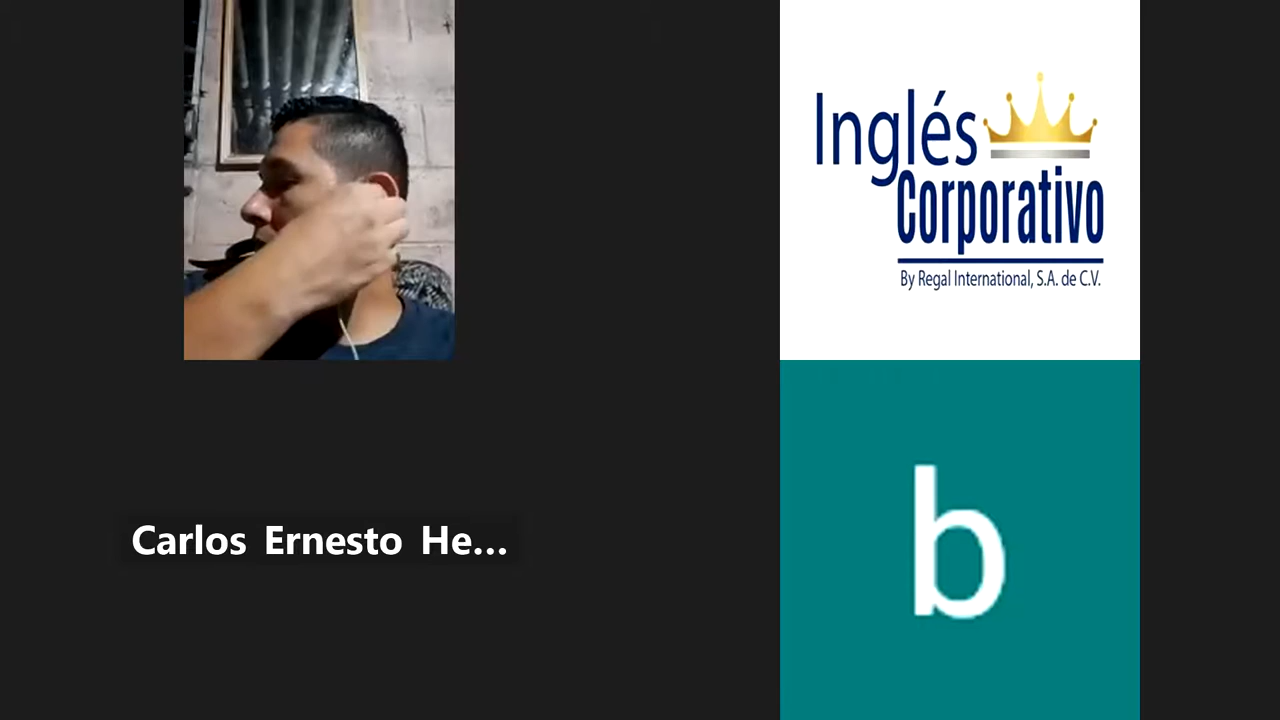 Inglés
Corporativo
By Regal International, S.A. de C.V.
Carlos Ernesto He...
b